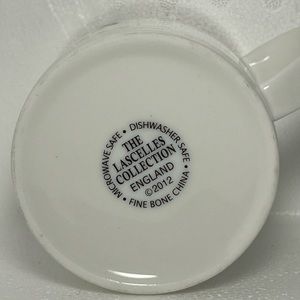 MICROWAVE SAFE • DISHWASHER SAFE •
THE
LASCELLES
COLLECTION
ENGLAND
©2012
• FINE BONE CHINA •